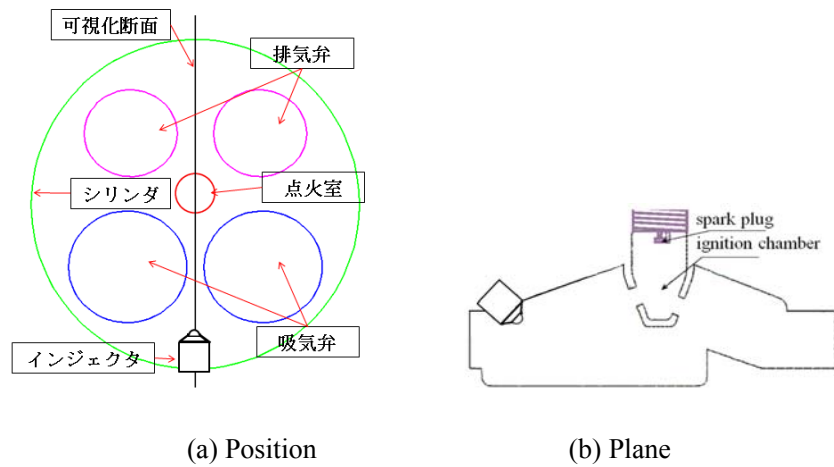 可視化断面
排気弁
シリンダ
点火室
吸気弁
インジェクタ
(a) Position
spark plug
ignition chamber
(b) Plane